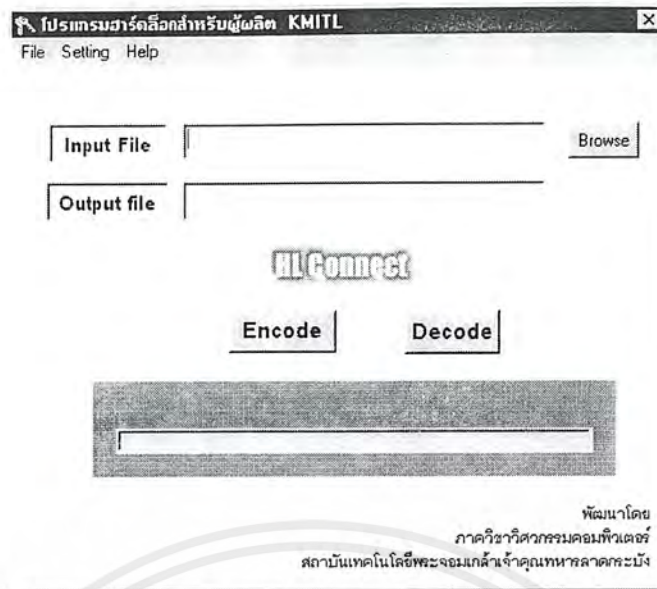 โปรแกรมฮาร์ดล็อกสำหรับผู้ผลิต KMITL
File Setting Help
Input File Browse
Output file
HL Connect
Encode Decode
พัฒนาโดย
ภาควิชาวิศวกรรมคอมพิวเตอร์
สถาบันเทคโนโลยีพระจอมเกล้าเจ้าคุณทหารลาดกระบัง